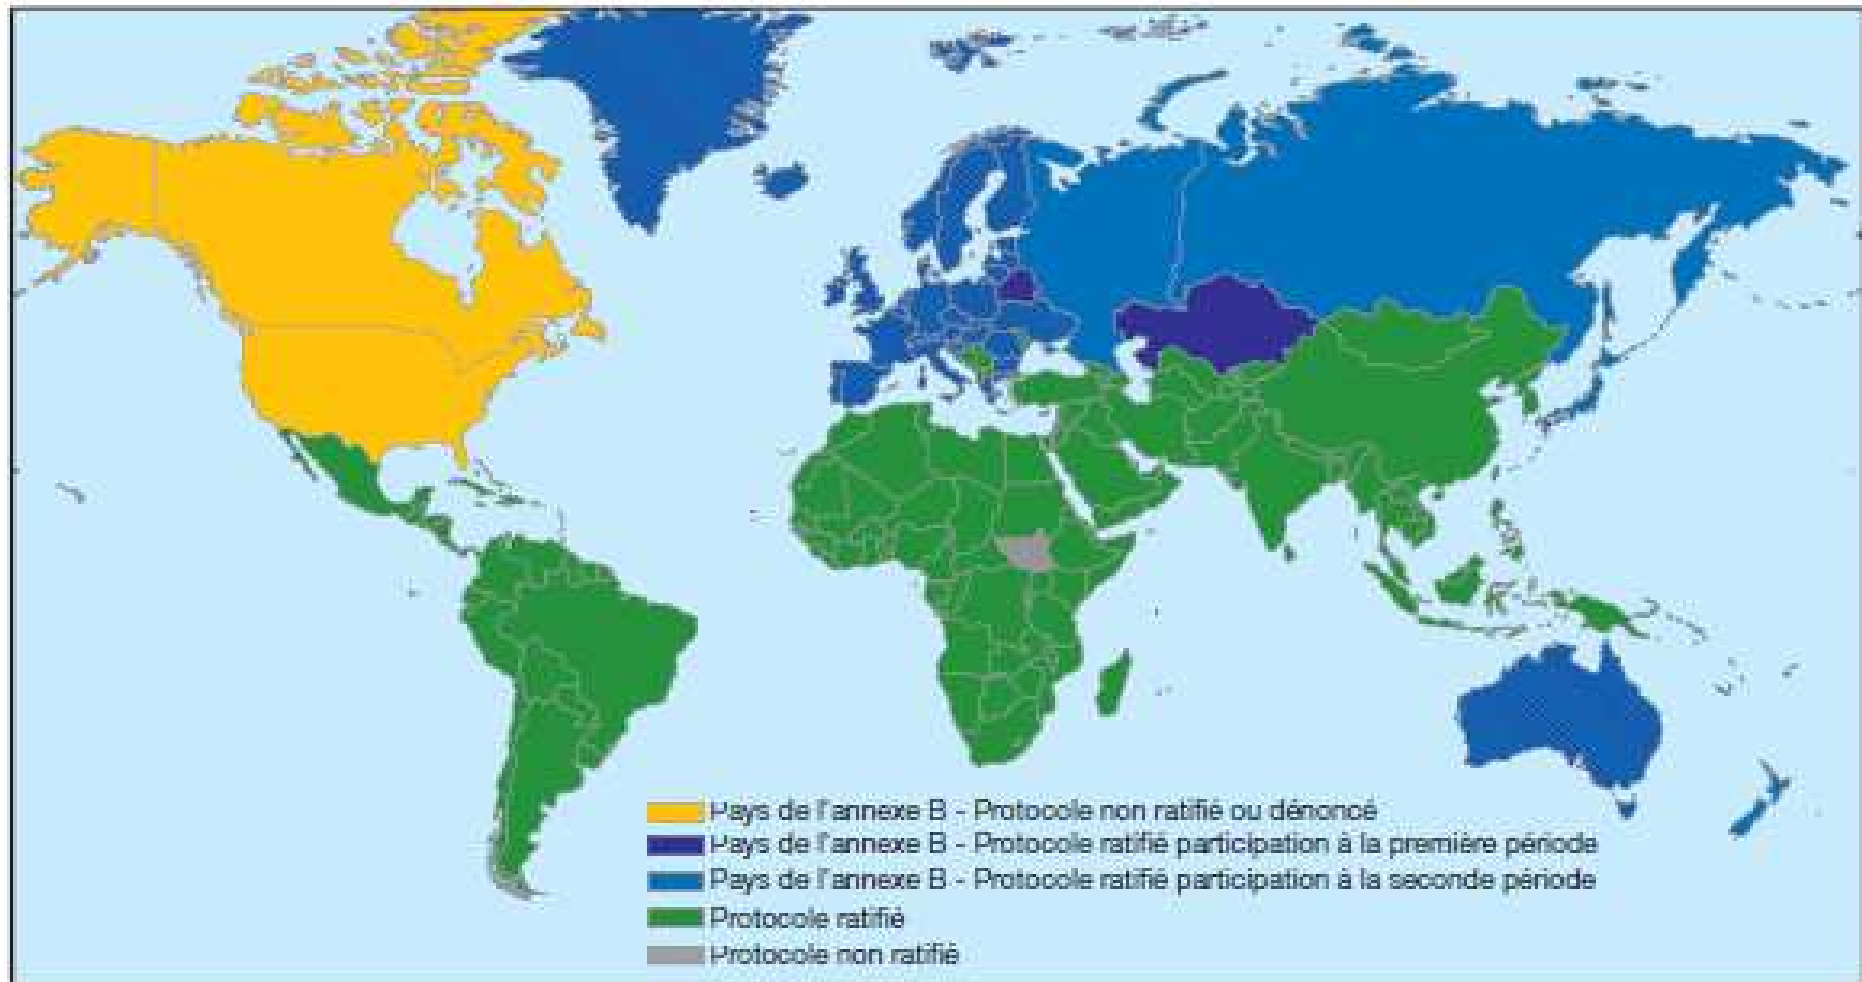 Pays de l'annexe B - Protocole non ratifié ou dénoncé
Pays de l'annexe B - Protocole ratifié participation à la première période
Pays de l'annexe B - Protocole ratifié participation à la seconde période
Protocole ratifié
Protocole non ratifié